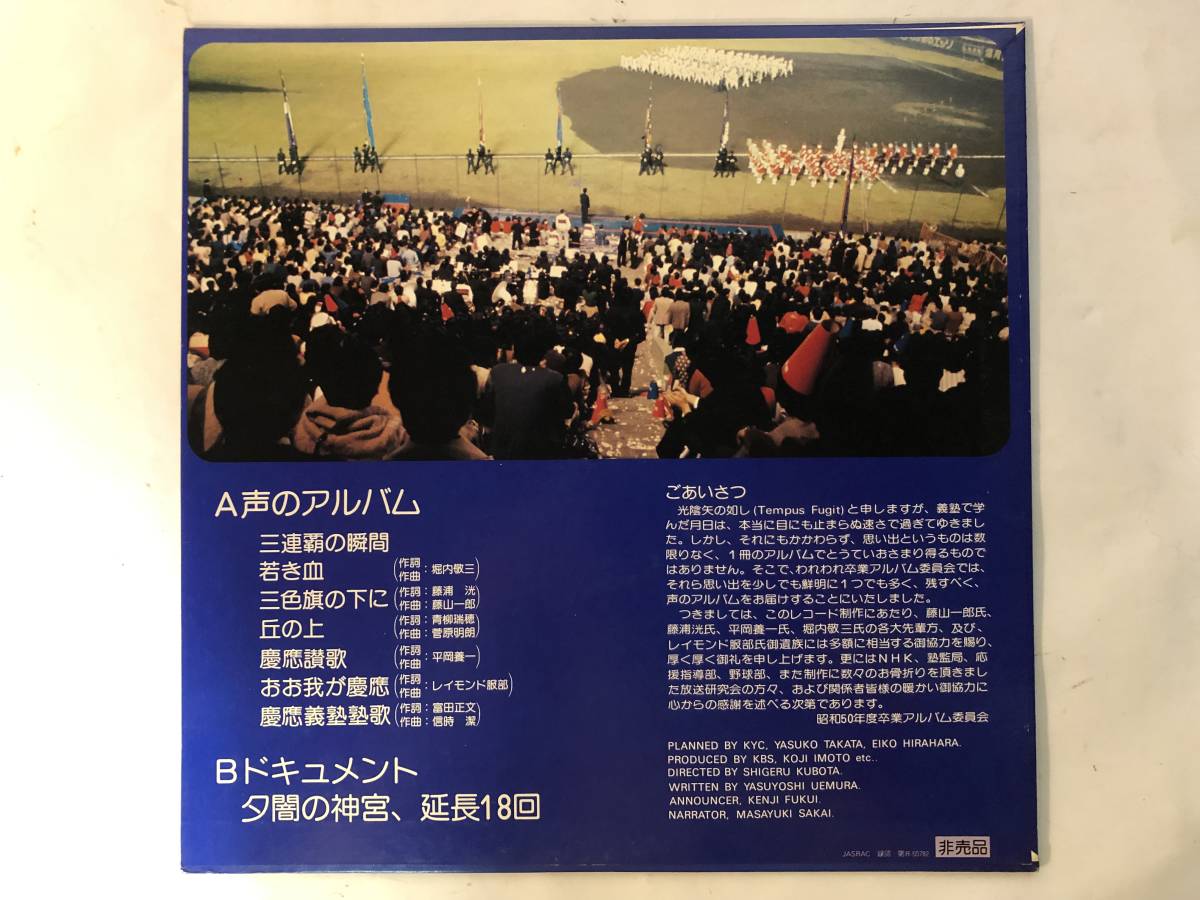 A声のアルバム
三連覇の瞬間
若き血(作詞 作曲:堀内敬三)
三色旗の下に(作詞:藤浦 洸 作曲:藤山一郎)
丘の上(作詞:青柳瑞穂 作曲:菅原明朗)
慶應讃歌(作詞 作曲:平岡養一)
おお我が慶應(作詞 作曲:レイモンド服部)
慶應義塾塾歌(作詞:富田正文 作曲:信時 潔)
Bドキュメント
夕闇の神宮、延長18回
ごあいさつ
光陰矢の如し(Tempus Fugit)と申しますが、義塾で学
んだ月日は、本当に目にも止まらぬ速さで過ぎてゆきまし
た。しかし、それにもかかわらず、思い出というものは数
限りなく、1冊のアルバムでとうていおさまり得るもので
はありません。そこで、われわれ卒業アルバム委員会では、
それら思い出を少しでも鮮明に1つでも多く、残すべく、
声のアルバムをお届けすることにいたしました。
つきましては、このレコード制作にあたり、藤山一郎氏、
藤浦洸氏、平岡養一氏、堀内敬三氏の各大先輩方、及び、
レイモンド服部氏御遺族には多額に相当する御協力を賜り、
厚く厚く御礼を申し上げます。更にはNHK、塾監局、応
援指導部、野球部、また制作に数々のお骨折りを頂きまし
た放送研究会の方々、および関係者皆様の暖かい御協力に
心からの感謝を述べる次第であります。
昭和50年度卒業アルバム委員会
PLANNED BY KYC, YASUKO TAKATA, EIKO HIRAHARA.
PRODUCED BY KBS, KOJI IMOTO etc..
DIRECTED BY SHIGERU KUBOTA.
WRITTEN BY YASUYOSHI UEMURA.
ANNOUNCER, KENJI FUKUI.
NARRATOR, MASAYUKI SAKAI.
JASRAC 録諾 第R-55782 非売品